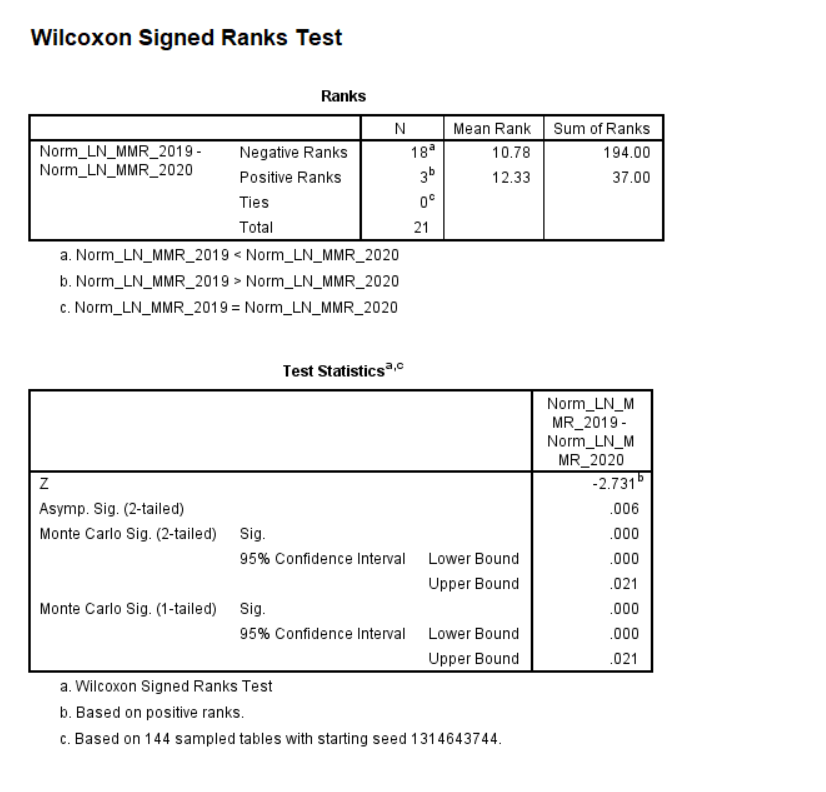 Wilcoxon Signed Ranks Test
Ranks
N Mean Rank Sum of Ranks
Norm_LN_MMR_2019 - Norm_LN_MMR_2020 Negative Ranks 18a 10.78 194.00
Positive Ranks 3b 12.33 37.00
Ties 0c
Total 21
a. Norm_LN_MMR_2019 < Norm_LN_MMR_2020
b. Norm_LN_MMR_2019 > Norm_LN_MMR_2020
c. Norm_LN_MMR_2019 = Norm_LN_MMR_2020
Test Statisticsa,c
Norm_LN_M
MR_2019 -
Norm_LN_M
MR_2020
Z -2.731b
Asymp. Sig. (2-tailed) .006
Monte Carlo Sig. (2-tailed) Sig. .000
95% Confidence Interval Lower Bound .000
Upper Bound .021
Monte Carlo Sig. (1-tailed) Sig. .000
95% Confidence Interval Lower Bound .000
Upper Bound .021
a. Wilcoxon Signed Ranks Test
b. Based on positive ranks.
c. Based on 144 sampled tables with starting seed 1314643744.